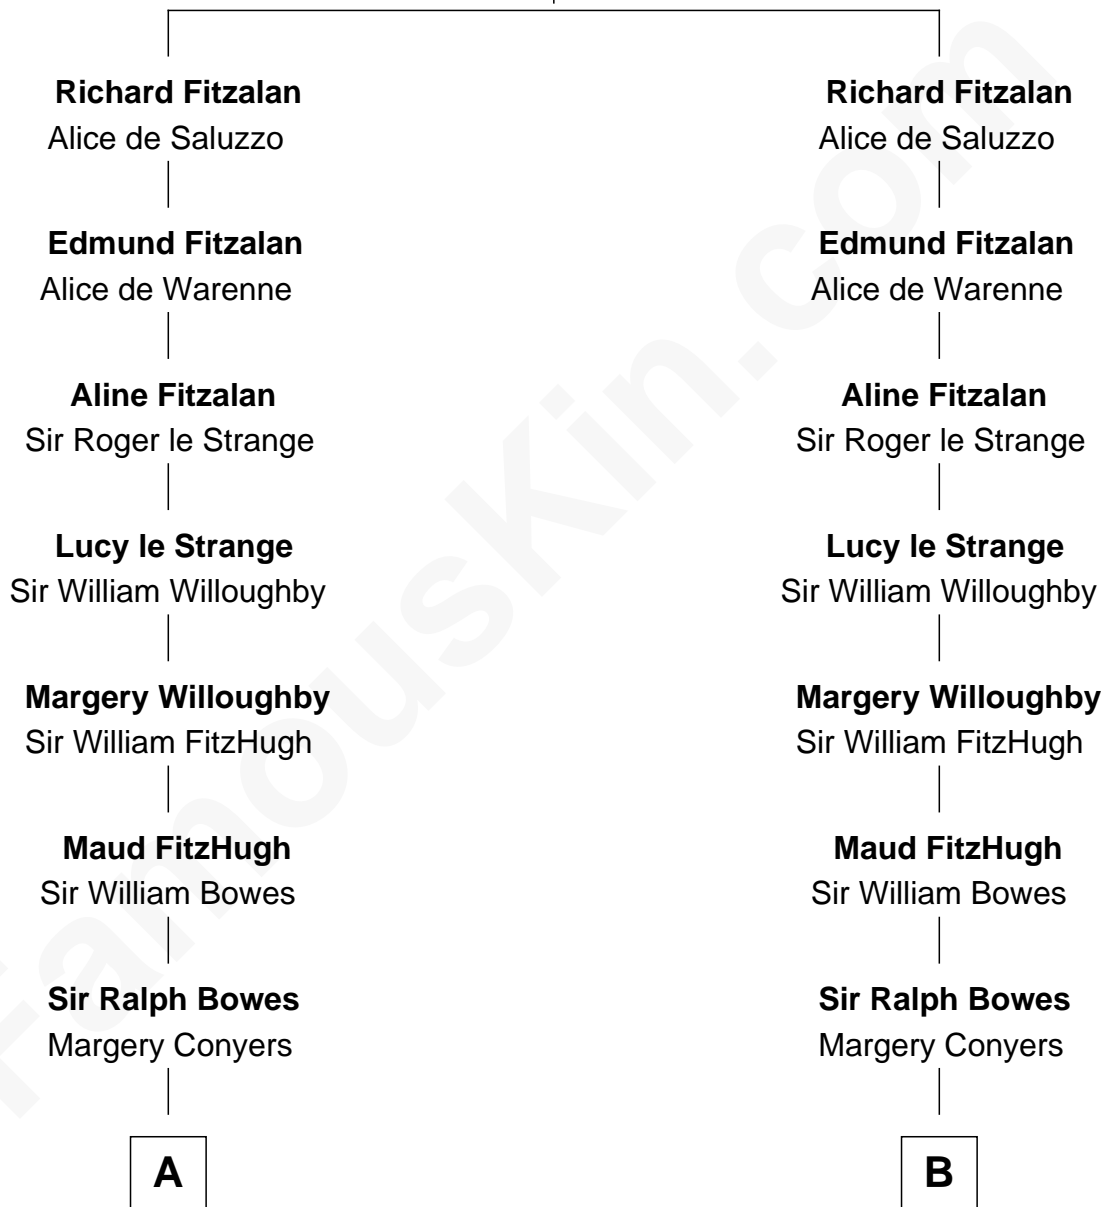 Richard Fitzalan Richard Fitzalan
Alice de Saluzzo Alice de Saluzzo
Edmund Fitzalan Edmund Fitzalan
Alice de Warenne Alice de Warenne
Aline Fitzalan Aline Fitzalan
Sir Roger le Strange Sir Roger le Strange
Lucy le Strange Lucy le Strange
Sir William Willoughby Sir William Willoughby
Margery Willoughby Margery Willoughby
Sir William FitzHugh Sir William FitzHugh
Maud FitzHugh Maud FitzHugh
Sir William Bowes Sir William Bowes
Sir Ralph Bowes Sir Ralph Bowes
Margery Conyers Margery Conyers
A B
FamousKin.com